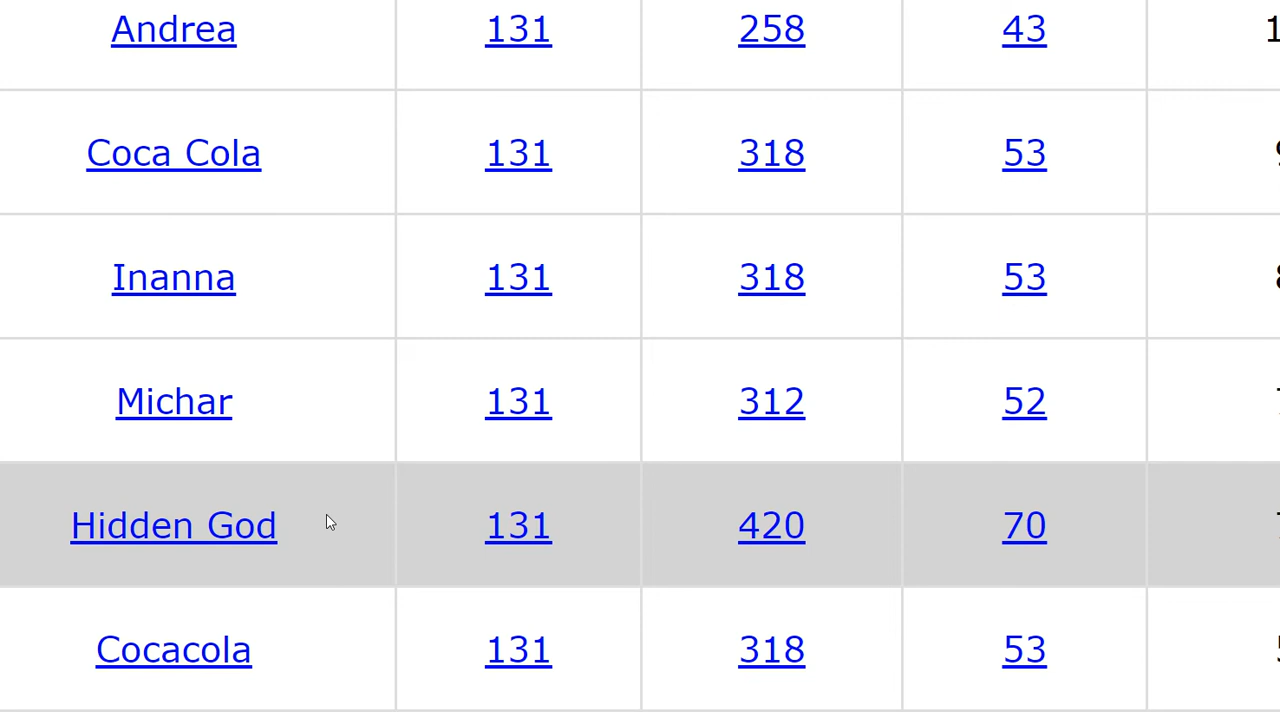 Andrea 131 258 43
Coca Cola 131 318 53
Inanna 131 318 53
Michar 131 312 52
Hidden God 131 420 70
Cocacola 131 318 53